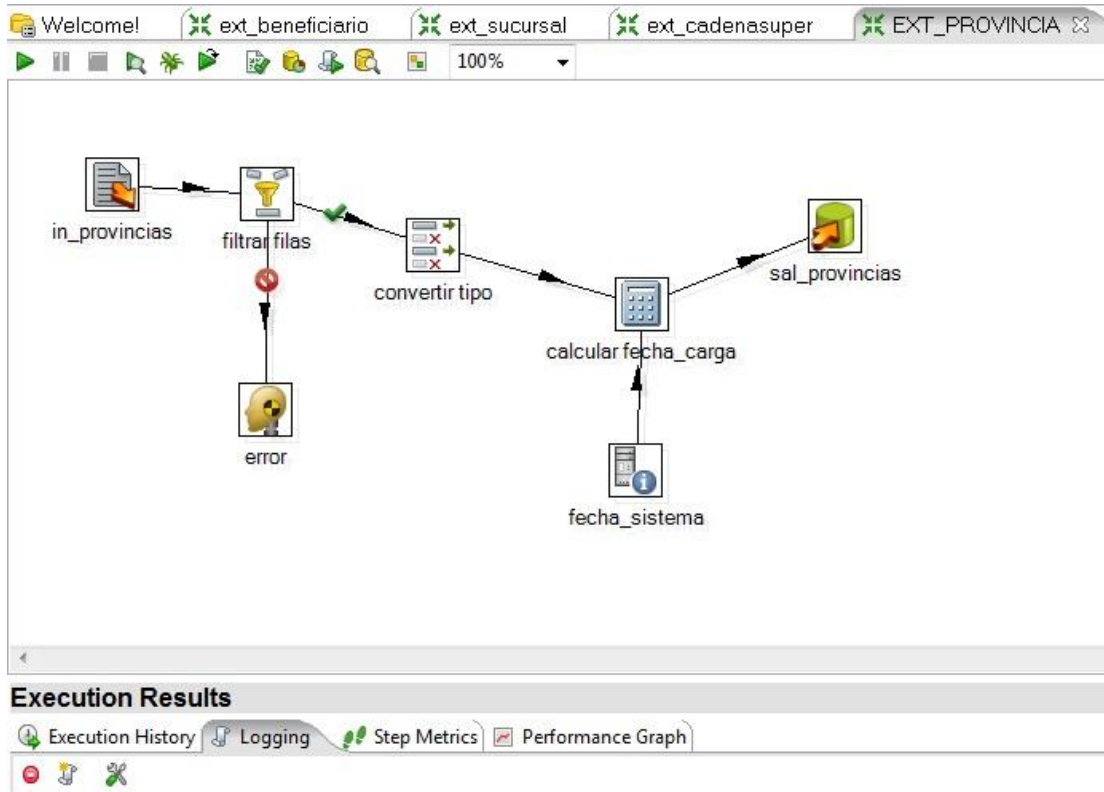 Welcome! ext_beneficiario ext_sucursal ext_cadenasuper EXT_PROVINCIA
100%
in_provincias
filtrar filas
convertir tipo
sal_provincias
calcular fecha_carga
error
fecha_sistema
Execution Results
Execution History Logging Step Metrics Performance Graph